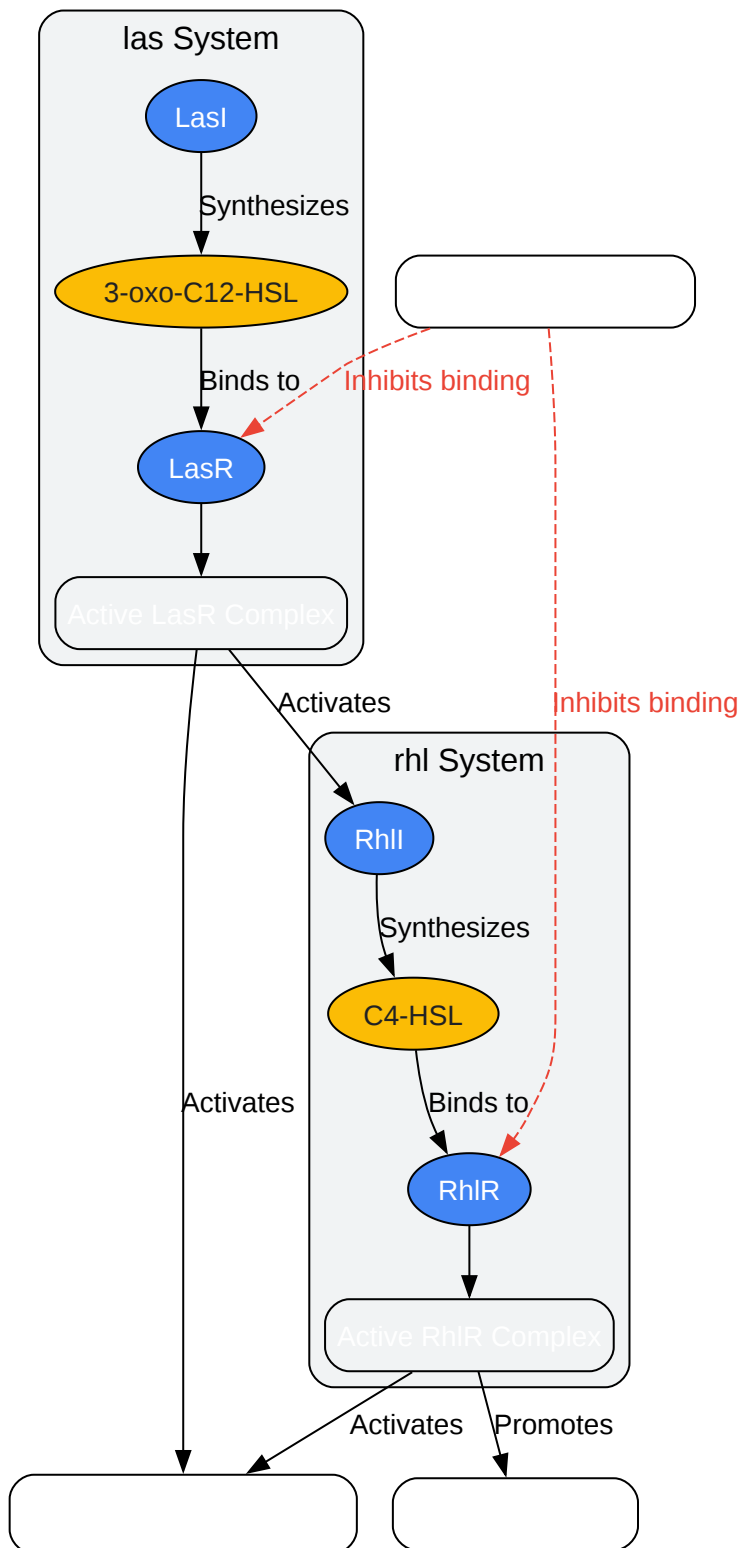 las System
LasI
Synthesizes
3-oxo-C12-HSL
Binds to
Inhibits binding
LasR
Active LasR Complex
Activates
Inhibits binding
rhl System
RhlI
Synthesizes
C4-HSL
Activates
Binds to
RhlR
Active RhlR Complex
Activates
Promotes